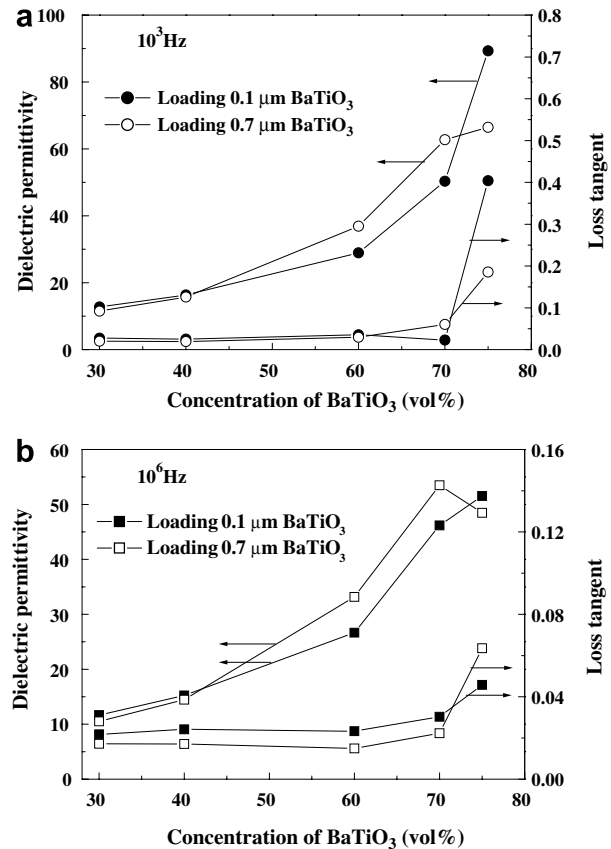 a
10³Hz
Loading 0.1 μm BaTiO₃
Loading 0.7 μm BaTiO₃
Dielectric permittivity
100
80
60
40
20
0
Loss tangent
0.8
0.7
0.6
0.5
0.4
0.3
0.2
0.1
0.0
30 40 50 60 70 80
Concentration of BaTiO₃ (vol%)
b
10⁶Hz
Loading 0.1 μm BaTiO₃
Loading 0.7 μm BaTiO₃
Dielectric permittivity
60
50
40
30
20
10
0
Loss tangent
0.16
0.12
0.08
0.04
0.00
30 40 50 60 70 80
Concentration of BaTiO₃ (vol%)